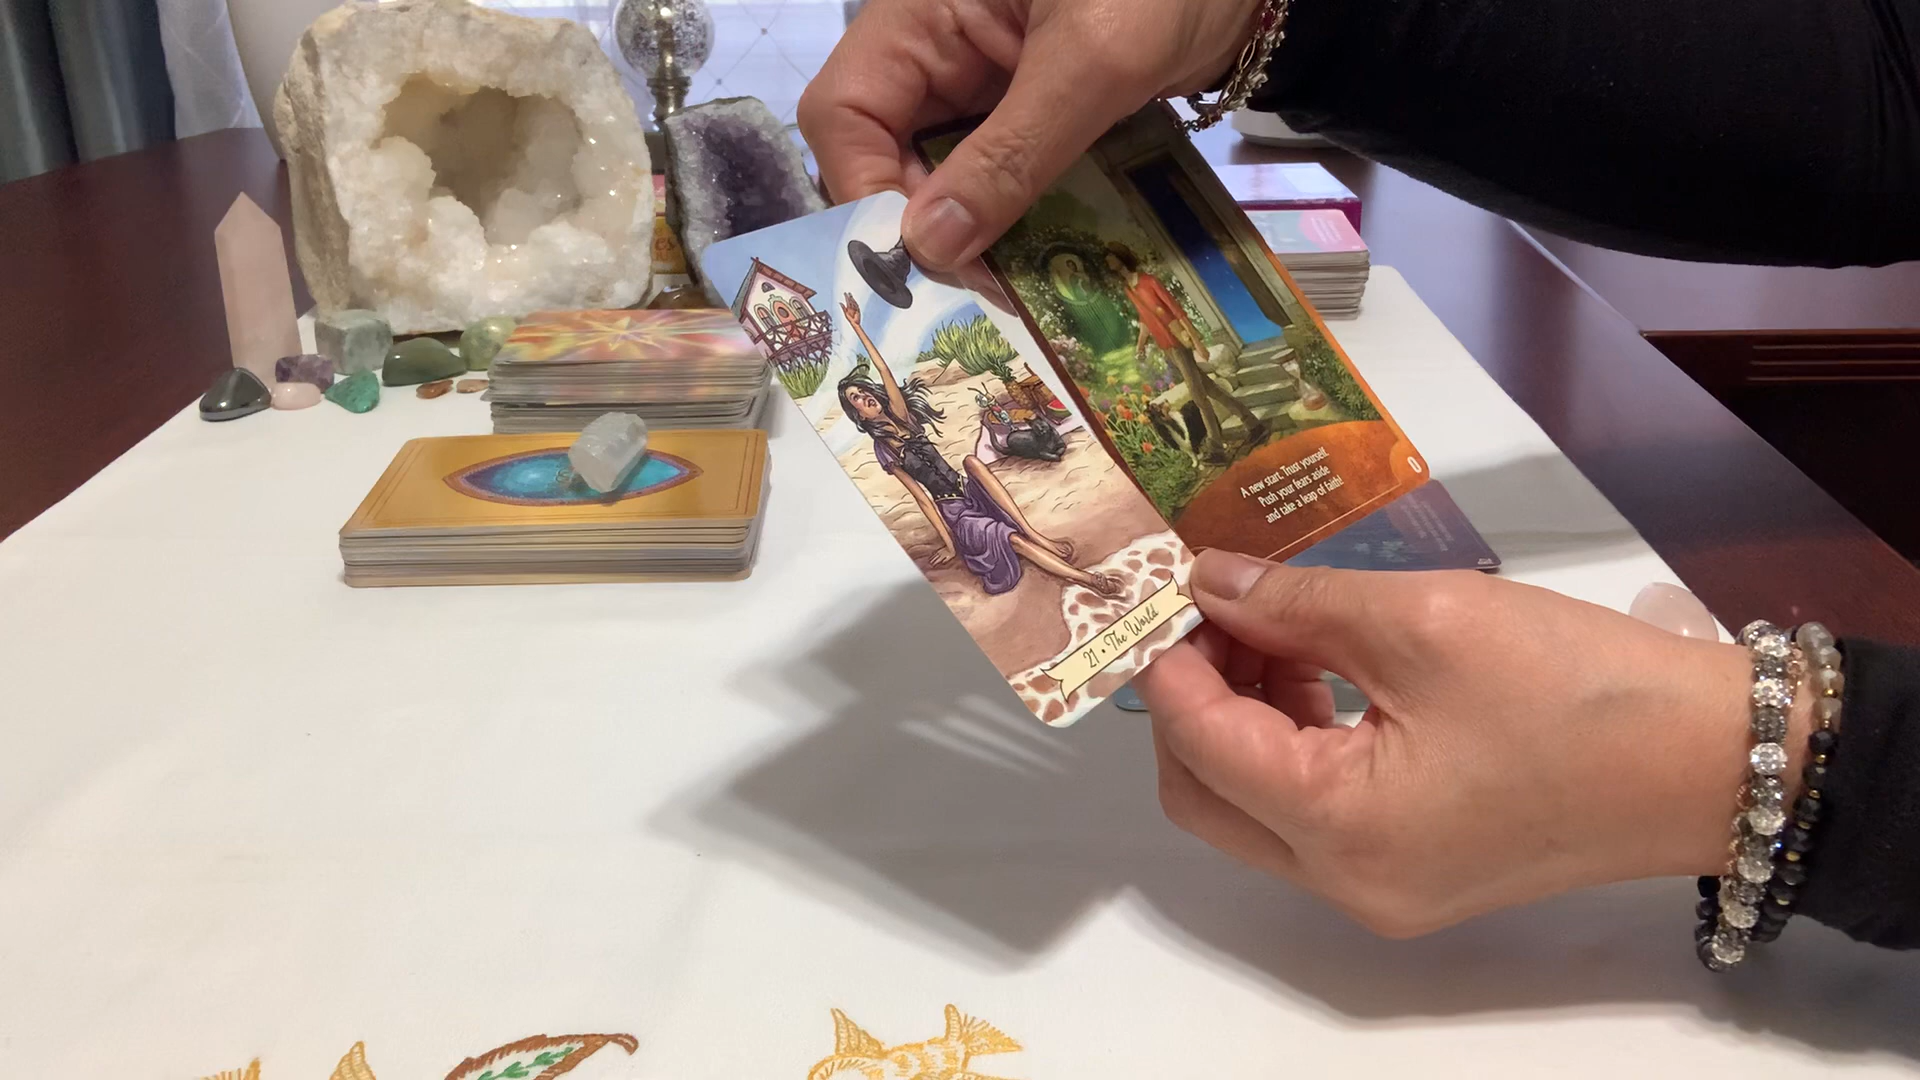 21 • The World
A new start. Trust yourself.
Push your fears aside
and take a leap of faith!
0